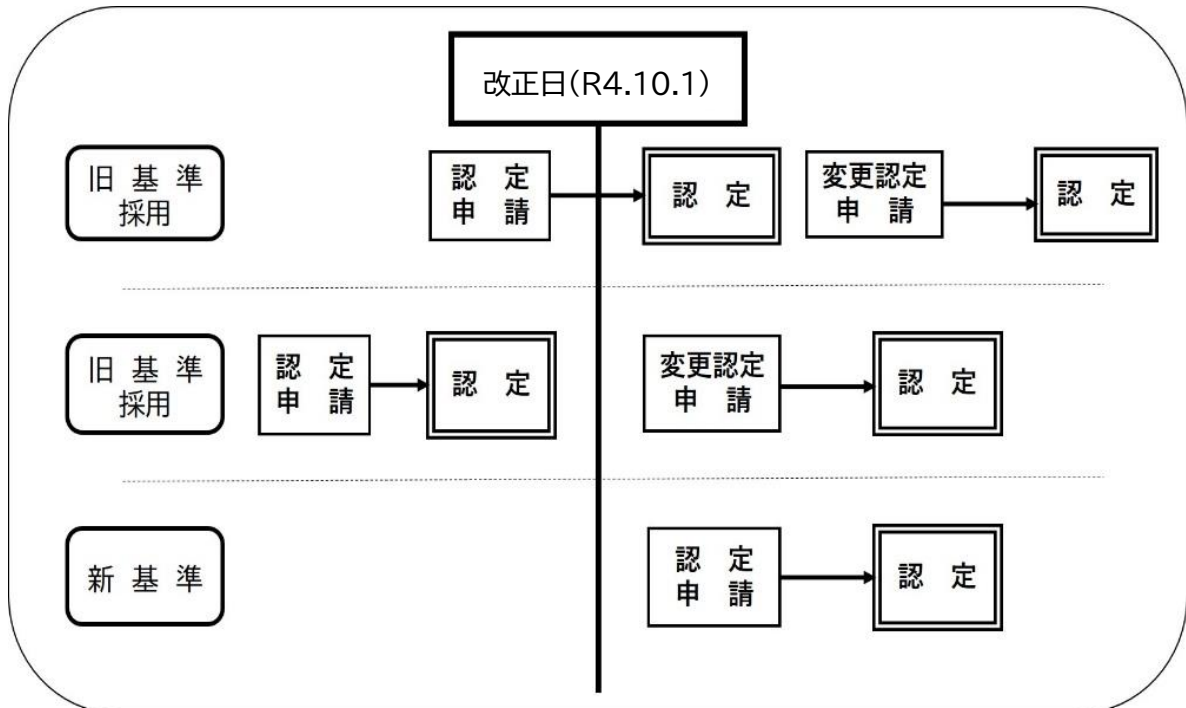 改正日(R4.10.1)
旧 基 準
採用
認 定
申 請
認 定
変更認定
申 請
認 定
旧 基 準
採用
認 定
申 請
認 定
変更認定
申 請
認 定
新 基 準
認 定
申 請
認 定